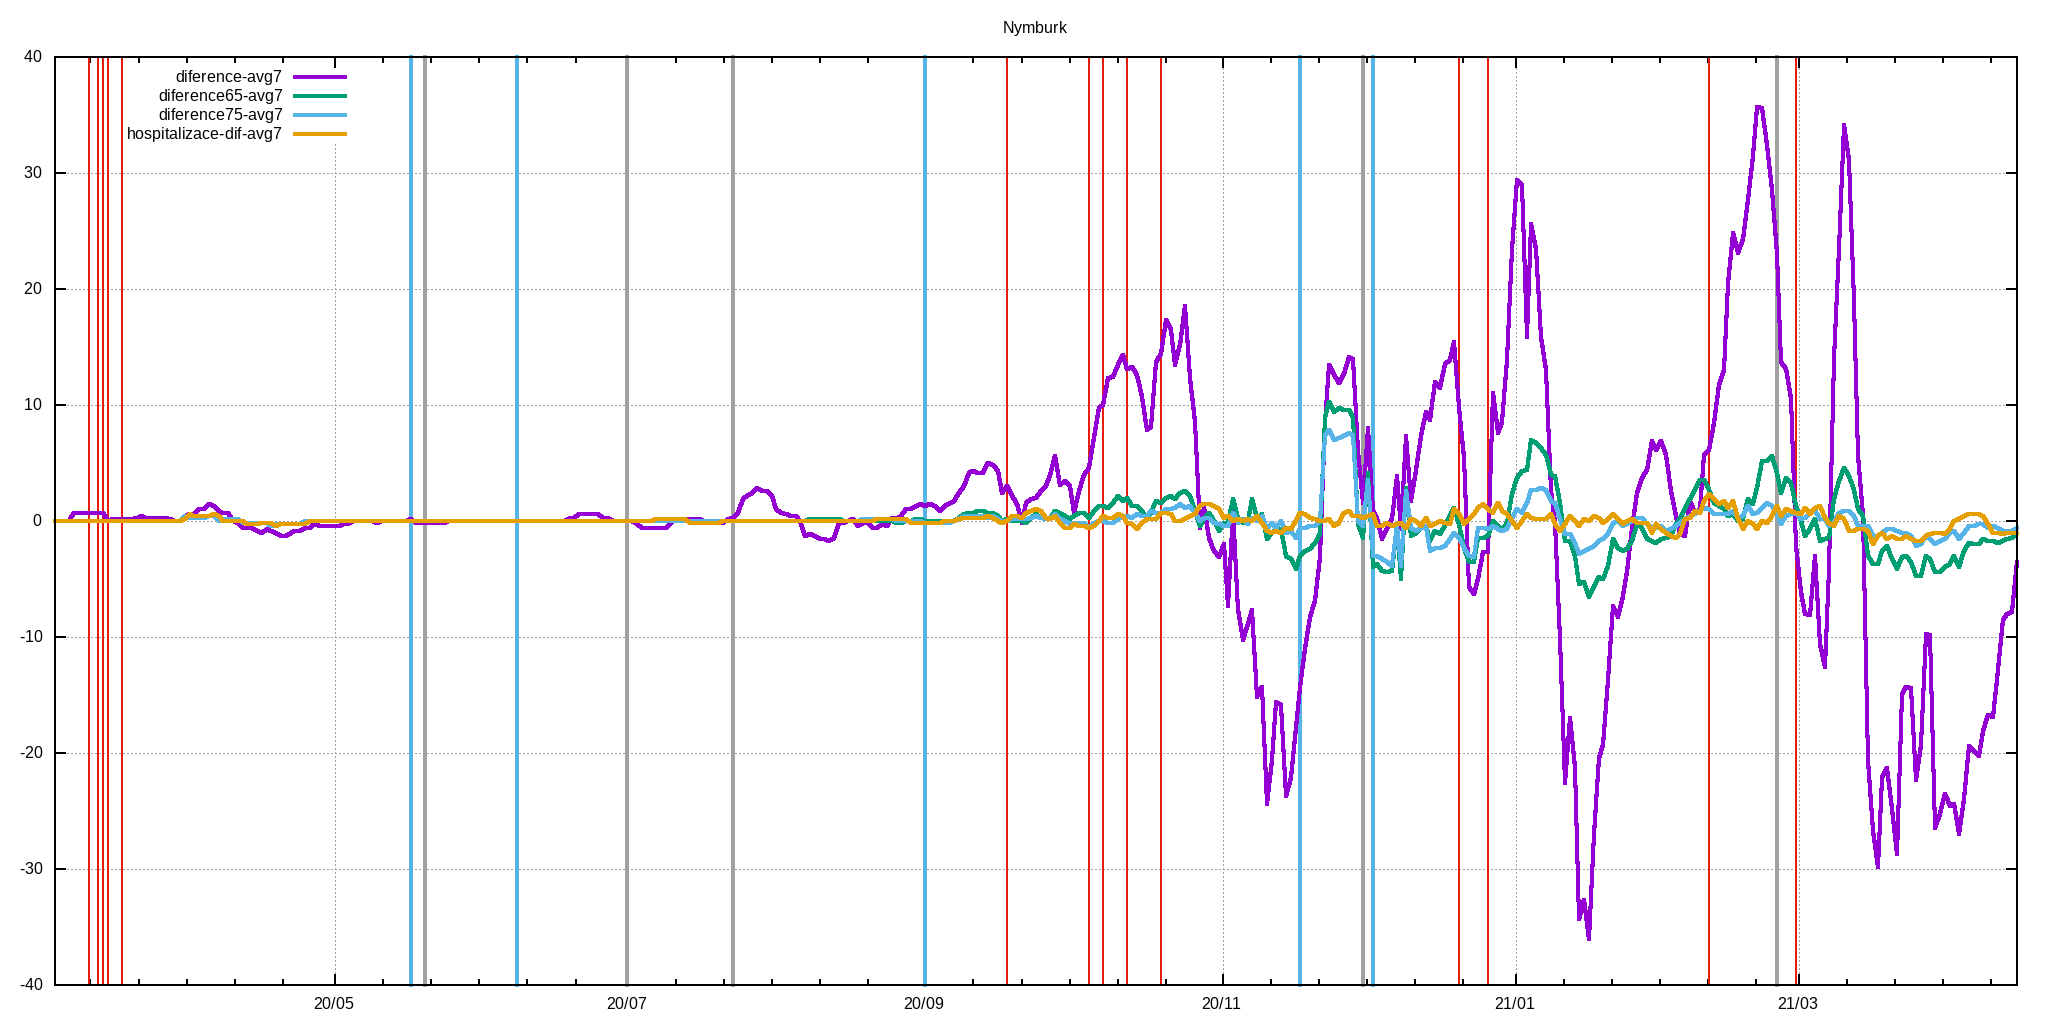 Nymburk
40
diference-avg7
diference65-avg7
diference75-avg7
hospitalizace-dif-avg7
30
20
10
0
-10
-20
-30
-40
20/05 20/07 20/09 20/11 21/01 21/03